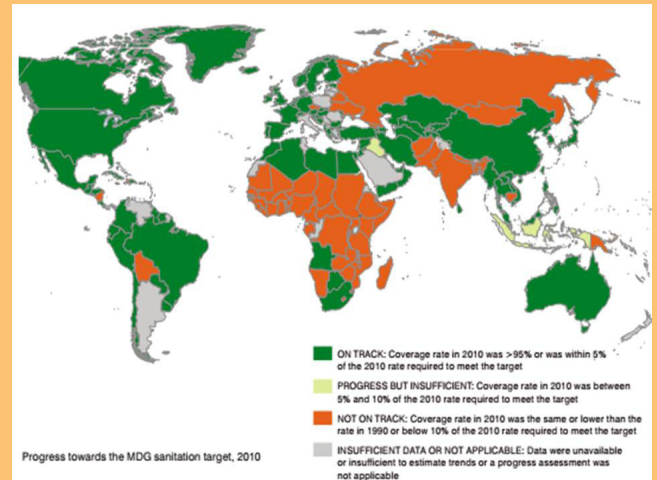 ON TRACK: Coverage rate in 2010 was >95% or was within 5%
of the 2010 rate required to meet the target
PROGRESS BUT INSUFFICIENT: Coverage rate in 2010 was between
5% and 10% of the 2010 rate required to meet the target
NOT ON TRACK: Coverage rate in 2010 was the same or lower than the
rate in 1990 or below 10% of the 2010 rate required to meet the target
INSUFFICIENT DATA OR NOT APPLICABLE: Data were unavailable
or insufficient to estimate trends or a progress assessment was
not applicable
Progress towards the MDG sanitation target, 2010